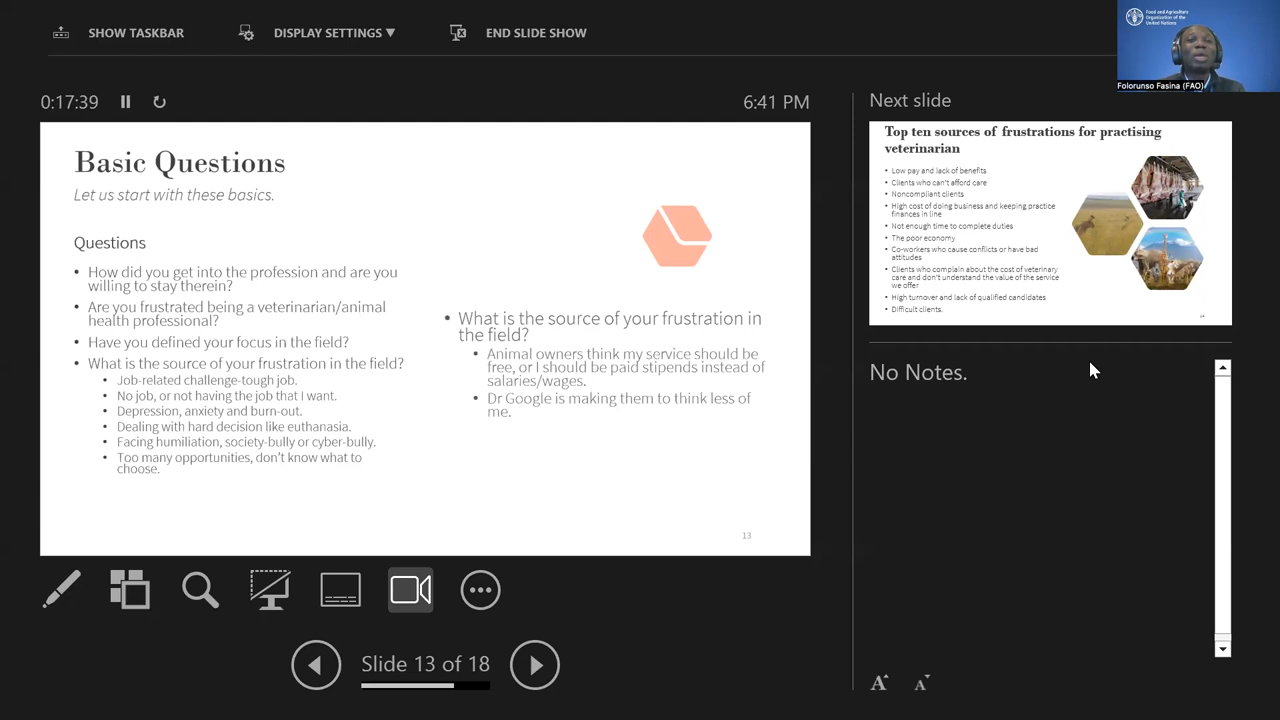 SHOW TASKBAR
DISPLAY SETTINGS ▼
END SLIDE SHOW
Food and Agriculture
Organization of the
United Nations
Folorunso Fasina (FAO)
0:17:39
6:41 PM
Basic Questions
Let us start with these basics.
Questions
• How did you get into the profession and are you
willing to stay therein?
• Are you frustrated being a veterinarian/animal
health professional?
• Have you defined your focus in the field?
• What is the source of your frustration in the field?
• Job-related challenge-tough job.
• No job, or not having the job that I want.
• Depression, anxiety and burn-out.
• Dealing with hard decision like euthanasia.
• Facing humiliation, society-bully or cyber-bully.
• Too many opportunities, don't know what to
choose.
• What is the source of your frustration in
the field?
• Animal owners think my service should be
free, or I should be paid stipends instead of
salaries/wages.
• Dr Google is making them to think less of
me.
13
Slide 13 of 18
Next slide
Top ten sources of frustrations for practising
veterinarian
• Low pay and lack of benefits
• Clients who can't afford care
• Noncompliant clients
• High cost of doing business and keeping practice
finances in line
• Not enough time to complete duties
• The poor economy
• Co-workers who cause conflicts or have bad
attitudes
• Clients who complain about the cost of veterinary
care and don't understand the value of the service
we offer
• High turnover and lack of qualified candidates
• Difficult clients.
No Notes.
A A